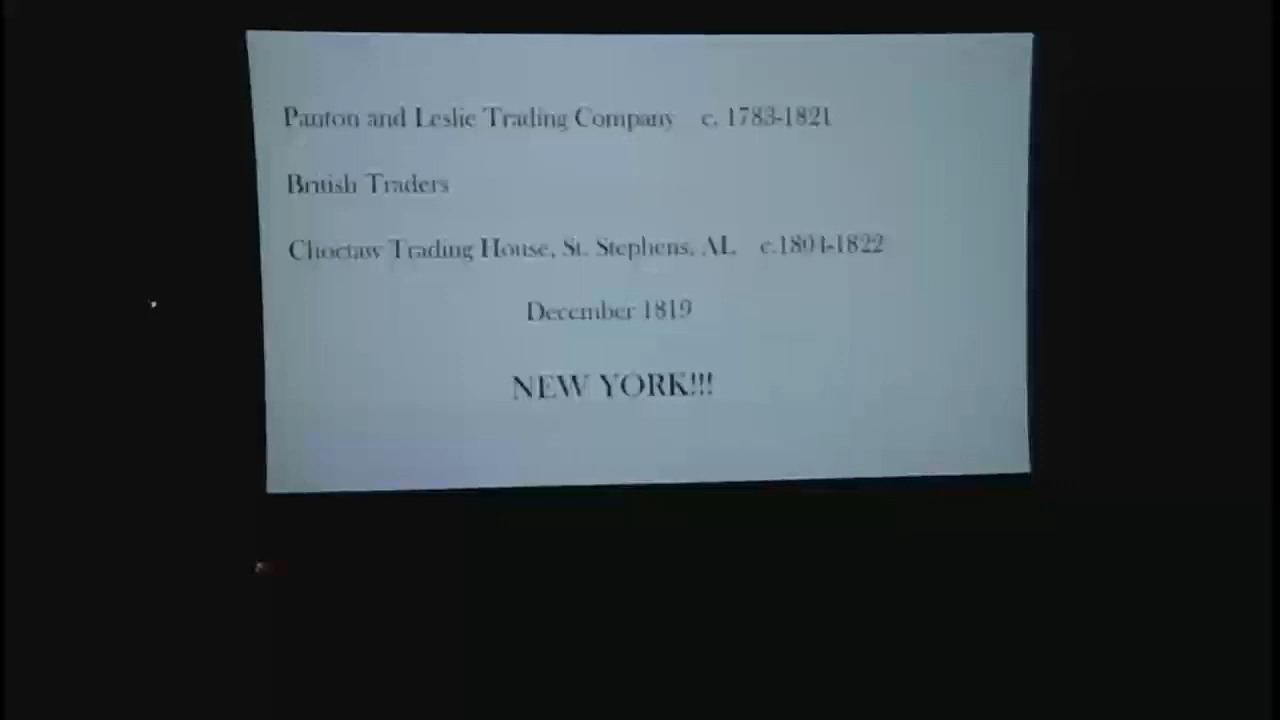 Panton and Leslie Trading Company c. 1783-1821
British Traders
Choctaw Trading House, St. Stephens, AL c.1804-1822
December 1819
NEW YORK!!!